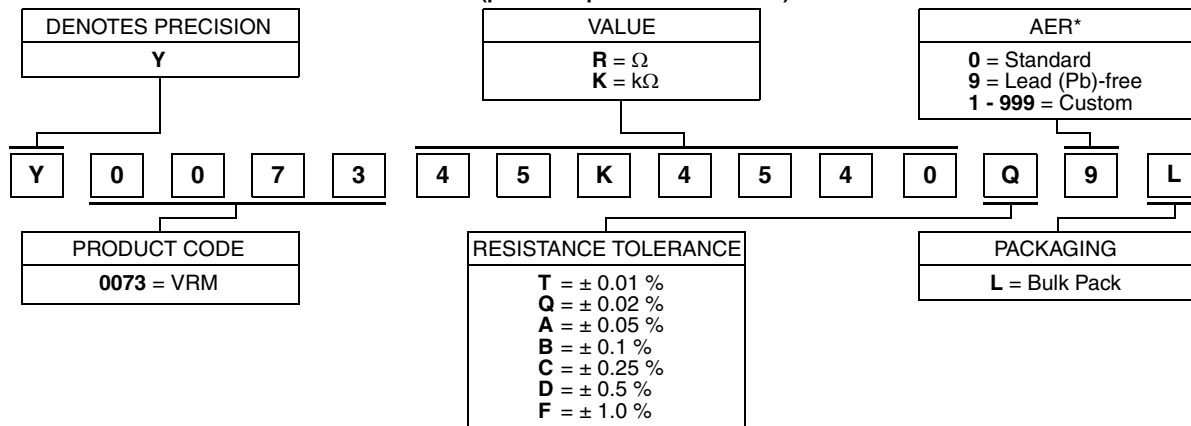 DENOTES PRECISION
Y
VALUE
R = Ω
K = kΩ
AER*
0 = Standard
9 = Lead (Pb)-free
1 - 999 = Custom
Y 0 0 7 3 4 5 K 4 5 4 0 Q 9 L
PRODUCT CODE
0073 = VRM
RESISTANCE TOLERANCE
T = ± 0.01 %
Q = ± 0.02 %
A = ± 0.05 %
B = ± 0.1 %
C = ± 0.25 %
D = ± 0.5 %
F = ± 1.0 %
PACKAGING
L = Bulk Pack